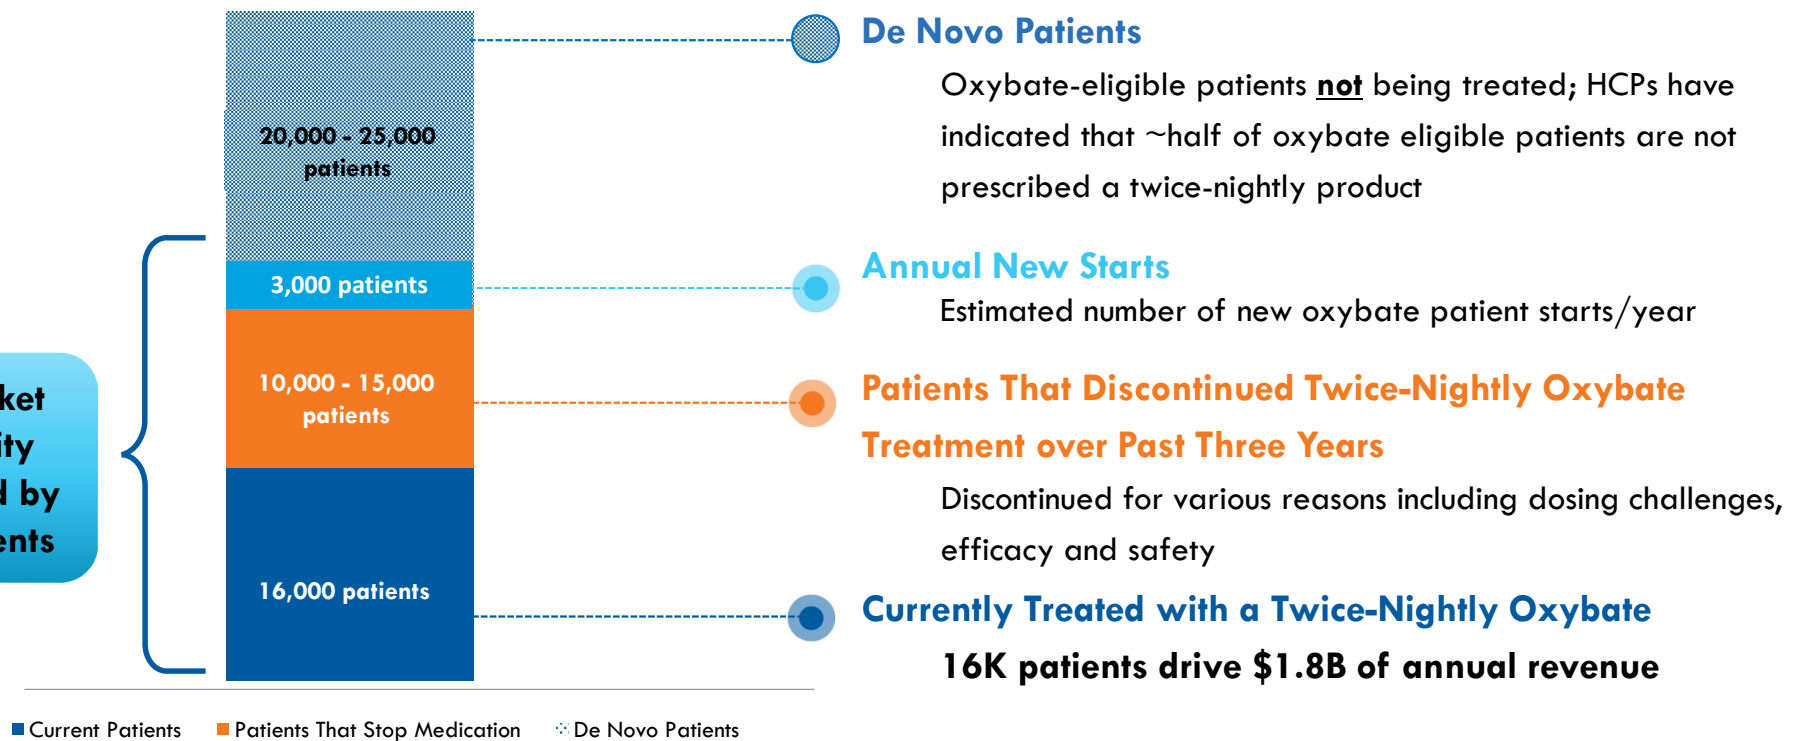 De Novo Patients
Oxybate-eligible patients not being treated; HCPs have
indicated that ~half of oxybate eligible patients are not
prescribed a twice-nightly product
20,000 - 25,000
patients
Annual New Starts
Estimated number of new oxybate patient starts/year
3,000 patients
Patients That Discontinued Twice-Nightly Oxybate
Treatment over Past Three Years
Discontinued for various reasons including dosing challenges,
efficacy and safety
10,000 - 15,000
patients
Currently Treated with a Twice-Nightly Oxybate
16K patients drive $1.8B of annual revenue
16,000 patients
by
Current Patients
Patients That Stop Medication
De Novo Patients